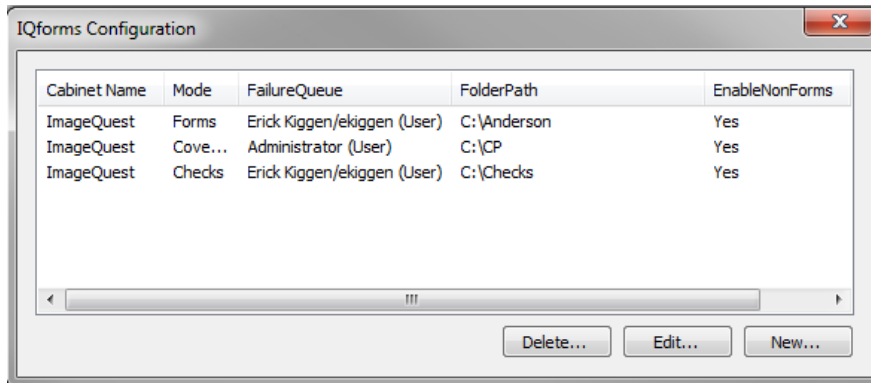 IQforms Configuration
Cabinet Name Mode FailureQueue FolderPath EnableNonForms
ImageQuest Forms Erick Kiggen/ekiggen (User) C:\Anderson Yes
ImageQuest Cove... Administrator (User) C:\CP Yes
ImageQuest Checks Erick Kiggen/ekiggen (User) C:\Checks Yes
Delete... Edit... New...